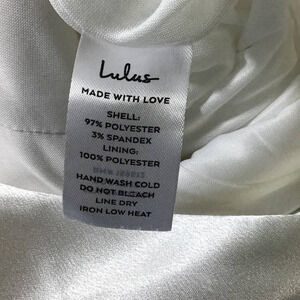 Lulus
MADE WITH LOVE
SHELL:
97% POLYESTER
3% SPANDEX
LINING:
100% POLYESTER
HAND WASH COLD
DO NOT BLEACH
LINE DRY
IRON LOW HEAT